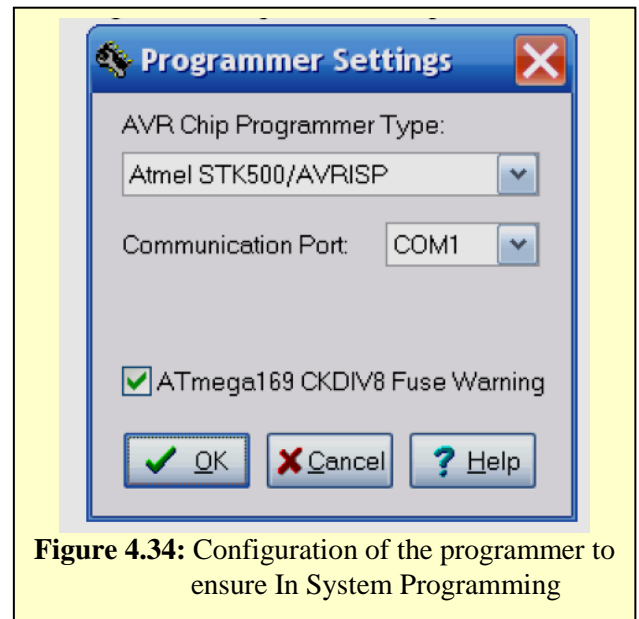 Programmer Settings
AVR Chip Programmer Type:
Atmel STK500/AVRISP
Communication Port: COM1
ATmega169 CKDIV8 Fuse Warning
OK Cancel ? Help
Figure 4.34: Configuration of the programmer to
ensure In System Programming